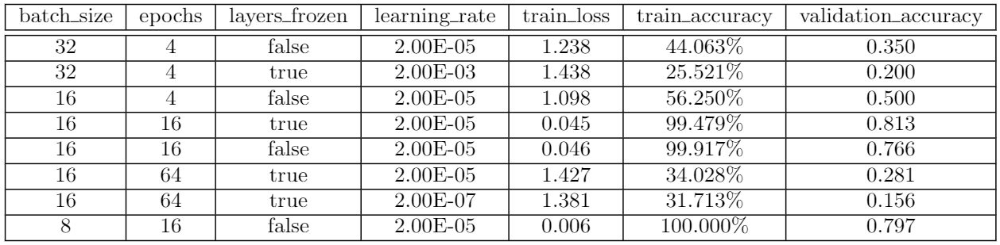 batch_size epochs layers_frozen learning_rate train_loss train_accuracy validation_accuracy
32 4 false 2.00E-05 1.238 44.063% 0.350
32 4 true 2.00E-03 1.438 25.521% 0.200
16 4 false 2.00E-05 1.098 56.250% 0.500
16 16 true 2.00E-05 0.045 99.479% 0.813
16 16 false 2.00E-05 0.046 99.917% 0.766
16 64 true 2.00E-05 1.427 34.028% 0.281
16 64 true 2.00E-07 1.381 31.713% 0.156
8 16 false 2.00E-05 0.006 100.000% 0.797